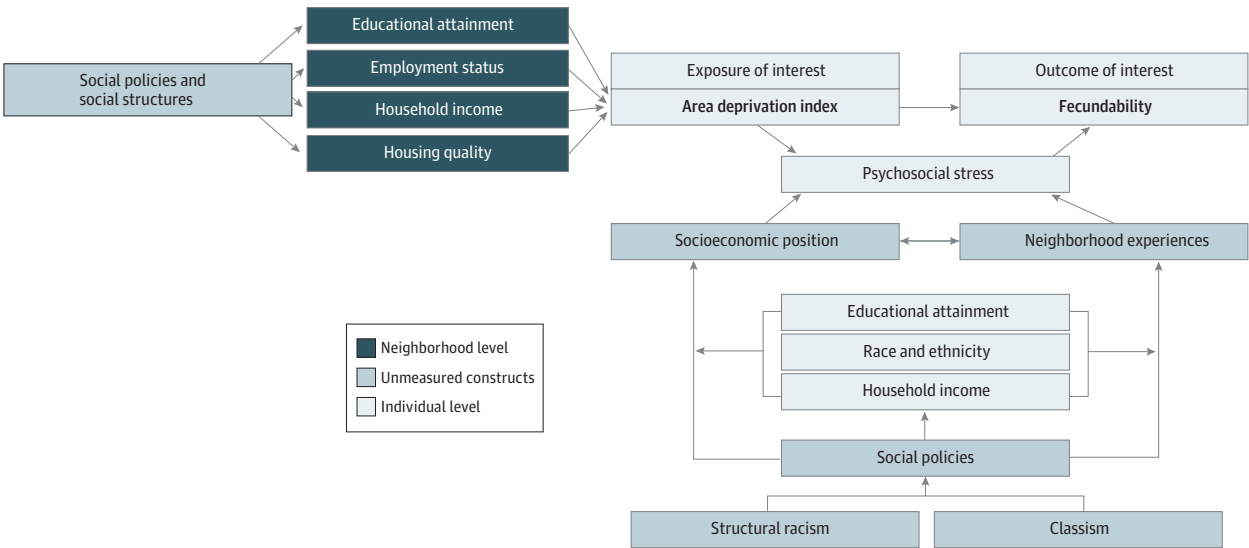 Social policies and
social structures
Educational attainment
Employment status
Household income
Housing quality
Exposure of interest
Area deprivation index
Outcome of interest
Fecundability
Psychosocial stress
Socioeconomic position
Neighborhood experiences
Educational attainment
Race and ethnicity
Household income
Social policies
Structural racism
Classism
Neighborhood level
Unmeasured constructs
Individual level